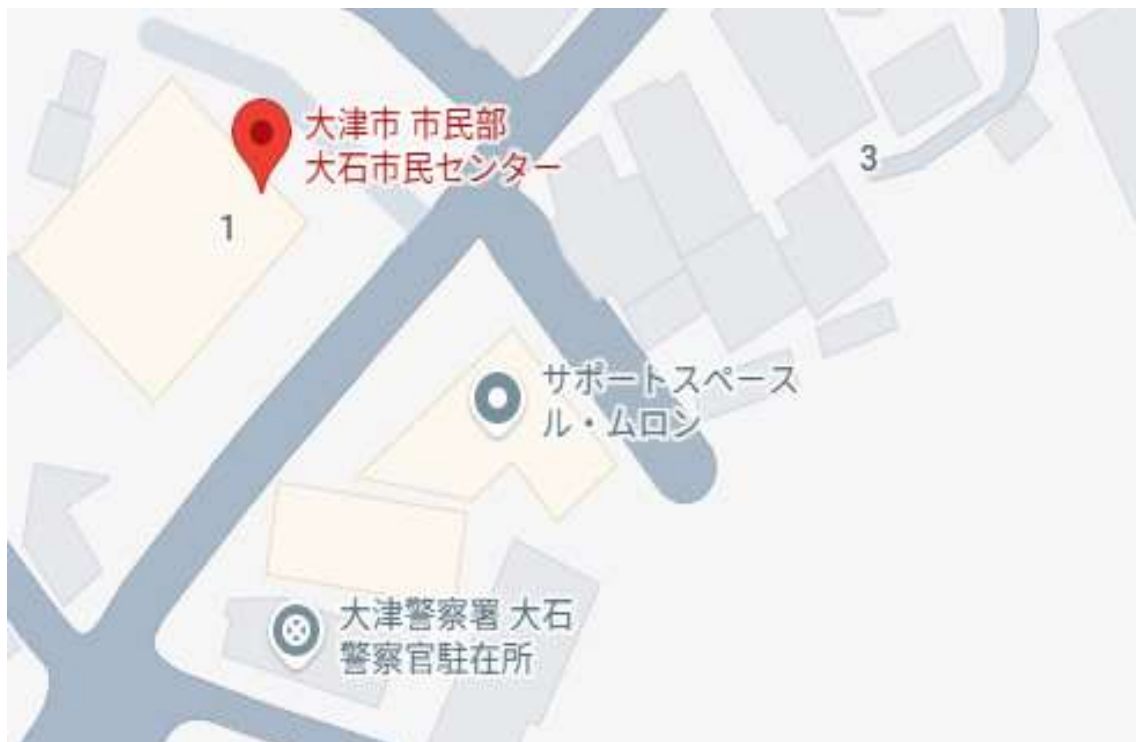 大津市 市民部
大石市民センター
1
3
サポートスペース
ル・ムロン
大津警察署 大石
警察官駐在所